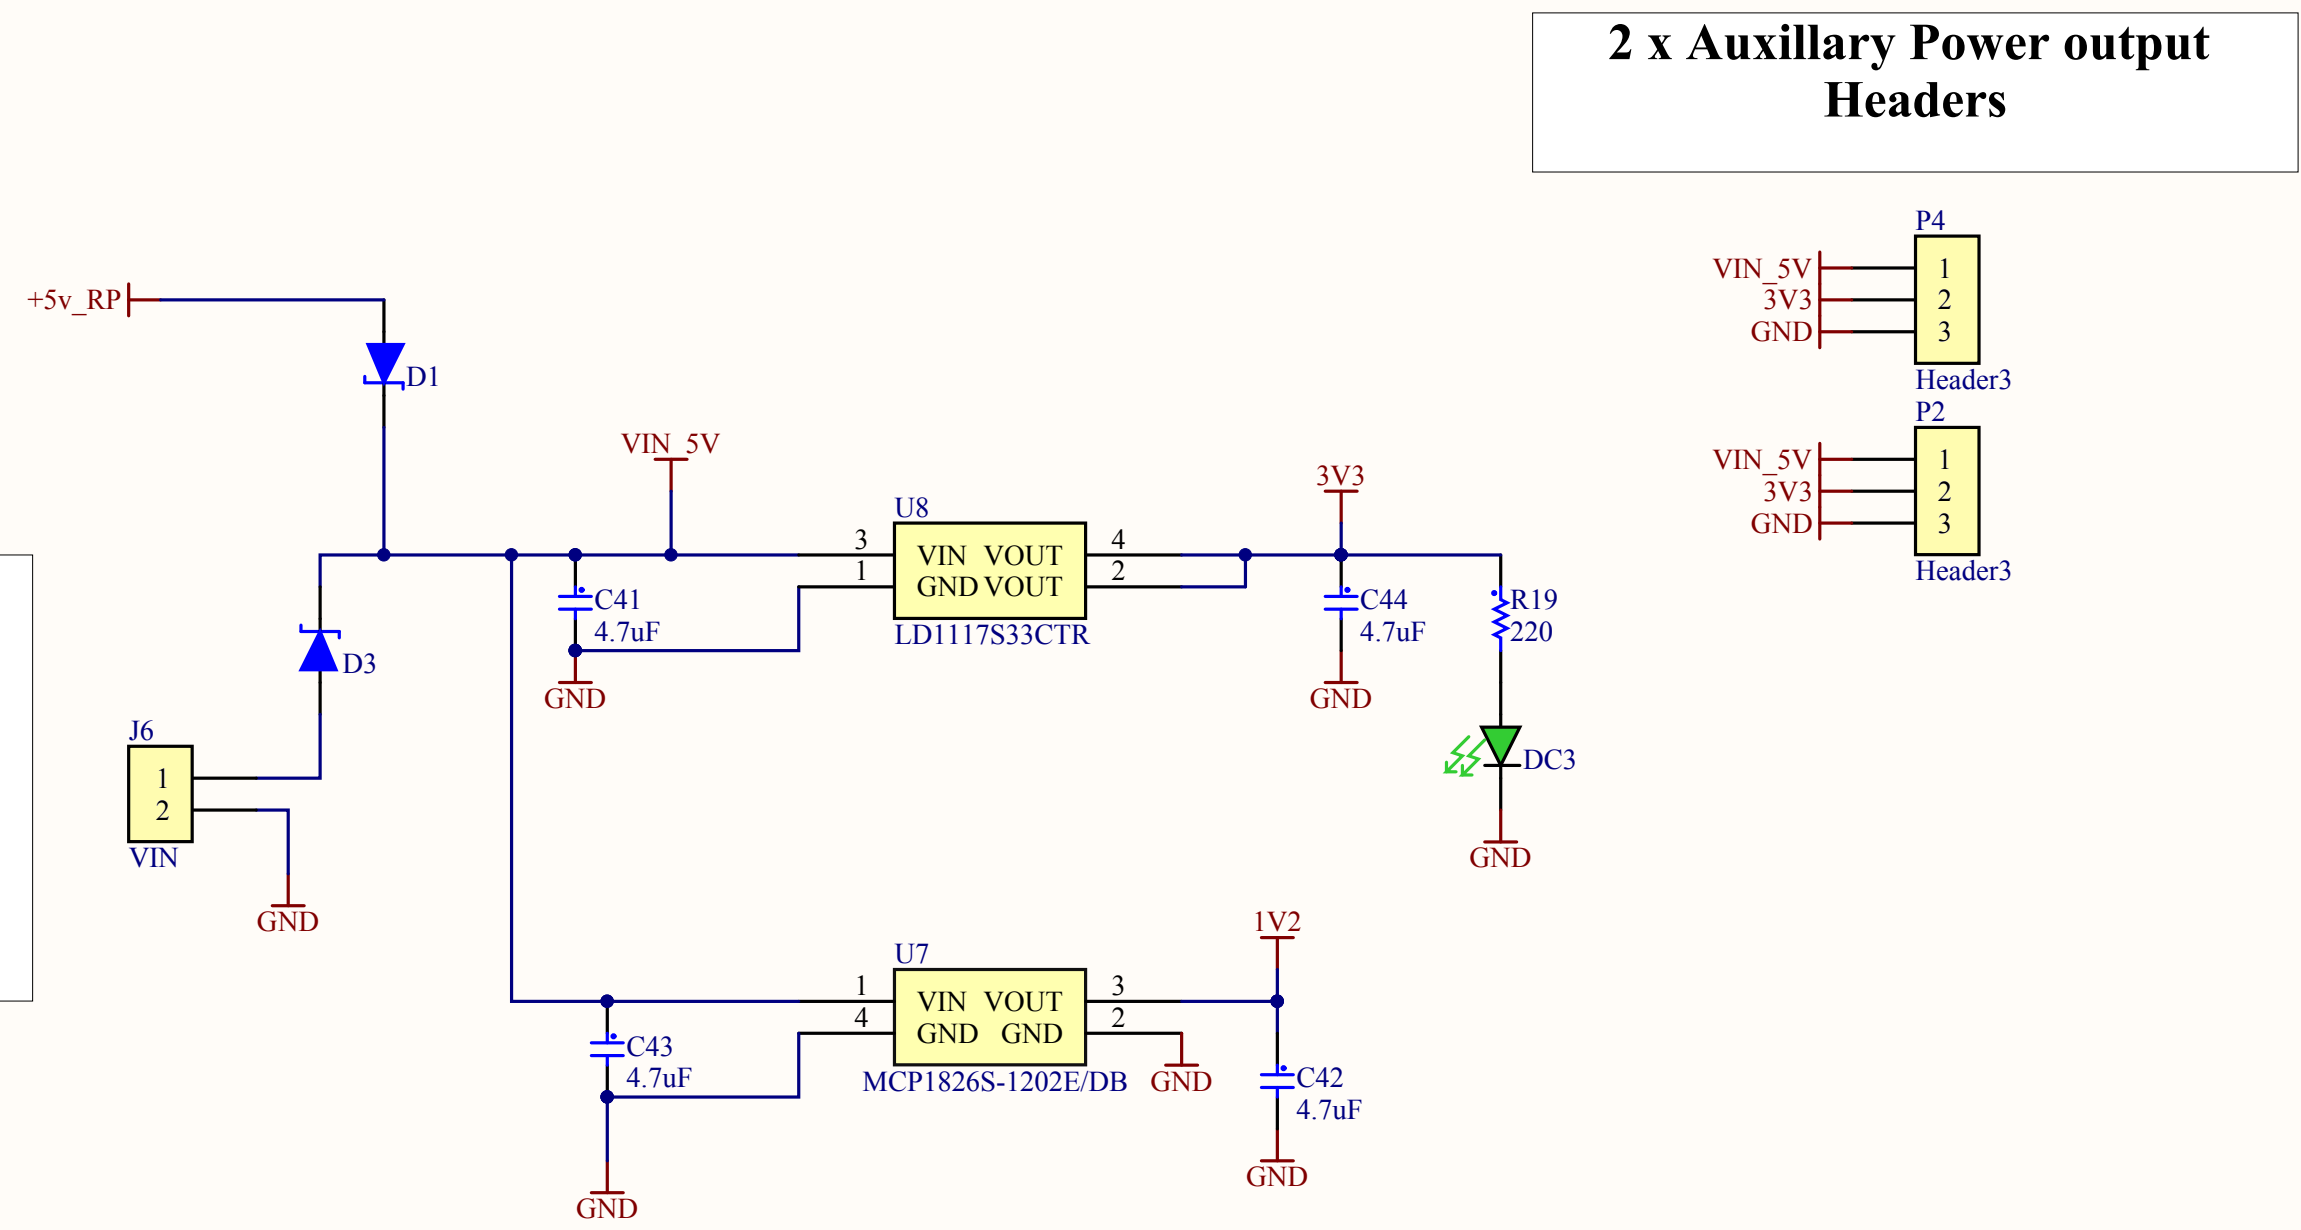 2 x Auxillary Power output
Headers
P4
VIN_5V
1
3V3
2
GND
3
Header3
P2
VIN_5V
1
3V3
2
GND
3
Header3
+5v_RP
D1
VIN_5V
3V3
U8
3
VIN VOUT
4
1
GND VOUT
2
LD1117S33CTR
C41
4.7uF
GND
C44
4.7uF
GND
R19
220
DC3
GND
D3
J6
1
2
VIN
GND
1V2
U7
1
VIN VOUT
3
4
GND GND
2
MCP1826S-1202E/DB
GND
C43
4.7uF
GND
C42
4.7uF
GND